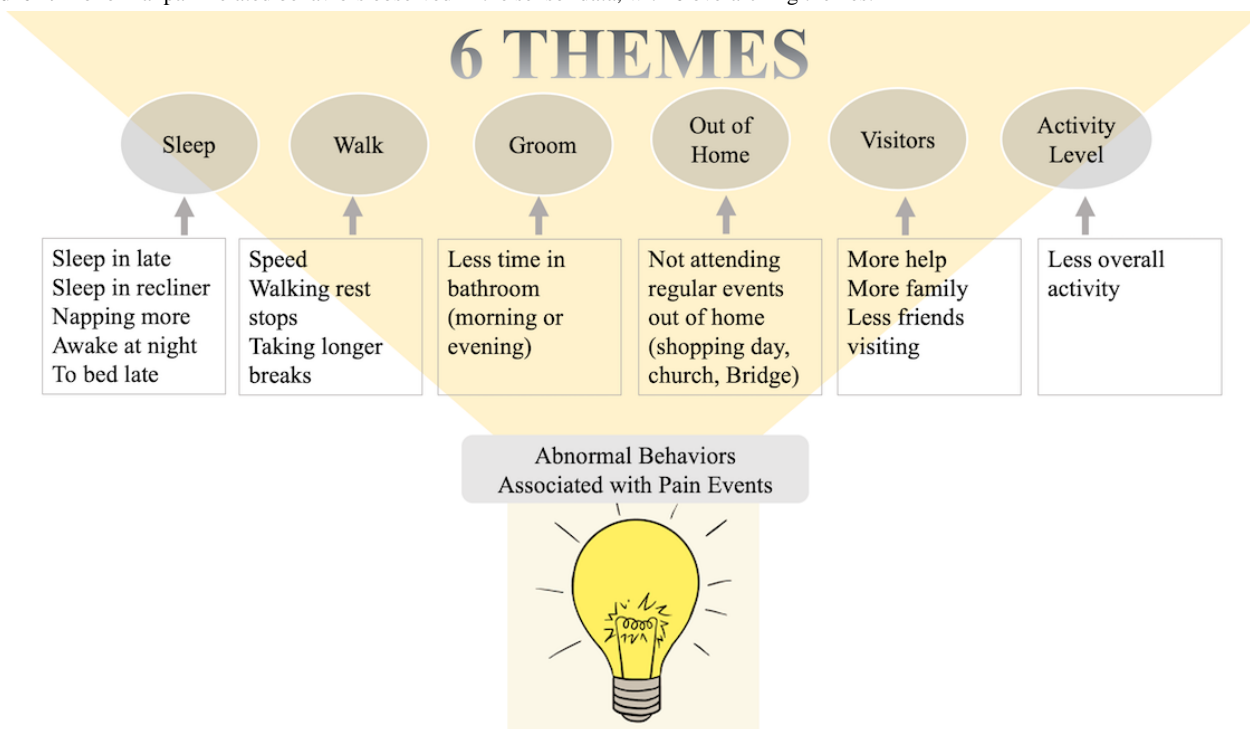 6 THEMES
Sleep
Walk
Groom
Out of
Home
Visitors
Activity
Level
Sleep in late
Sleep in recliner
Napping more
Awake at night
To bed late
Speed
Walking rest
stops
Taking longer
breaks
Less time in
bathroom
(morning or
evening)
Not attending
regular events
out of home
(shopping day,
church, Bridge)
More help
More family
Less friends
visiting
Less overall
activity
Abnormal Behaviors
Associated with Pain Events